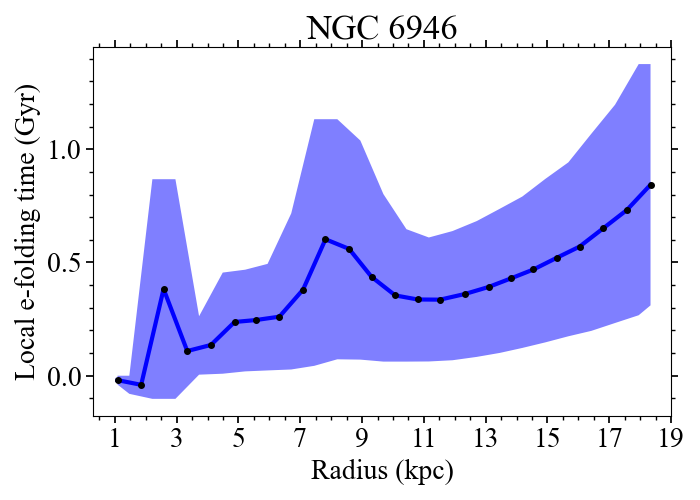 NGC 6946
Local e-folding time (Gyr)
1.0
0.5
0.0
1 3 5 7 9 11 13 15 17 19
Radius (kpc)